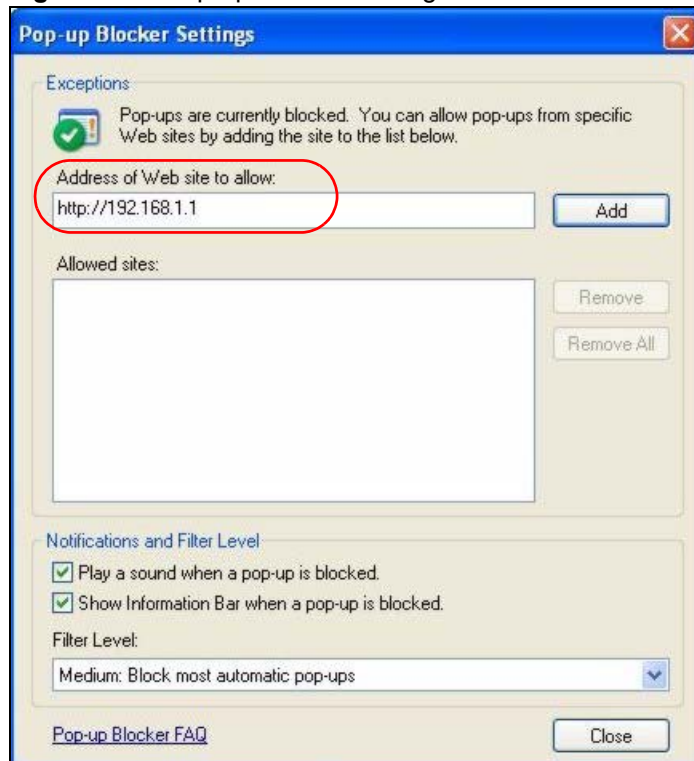 Pop-up Blocker Settings
Exceptions
Pop-ups are currently blocked. You can allow pop-ups from specific
Web sites by adding the site to the list below.
Address of Web site to allow:
http://192.168.1.1
Add
Allowed sites:
Remove
Remove All
Notifications and Filter Level
Play a sound when a pop-up is blocked.
Show Information Bar when a pop-up is blocked.
Filter Level:
Medium: Block most automatic pop-ups
Pop-up Blocker FAQ
Close